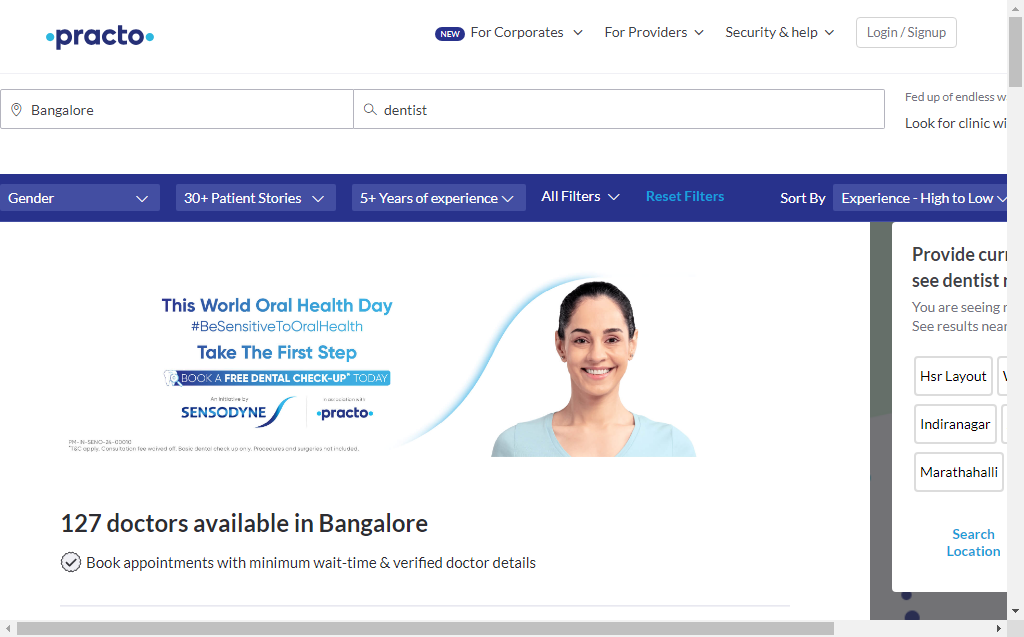 practo
NEW For Corporates
For Providers
Security & help
Login / Signup
Bangalore
dentist
Fed up of endless w
Look for clinic wi
Gender
30+ Patient Stories
5+ Years of experience
All Filters
Reset Filters
Sort By
Experience - High to Low
This World Oral Health Day
#BeSensitiveToOralHealth
Take The First Step
BOOK A FREE DENTAL CHECK-UP* TODAY
An Initiative by
SENSODYNE
In association with
practo
PM-IN-SENO-24-00010
*T&C apply. Consultation fee waived off. Basic dental check up only. Procedures and surgeries not included.
127 doctors available in Bangalore
Book appointments with minimum wait-time & verified doctor details
Provide curr
see dentist r
You are seeing r
See results near
Hsr Layout
Indiranagar
Marathahalli
Search
Location